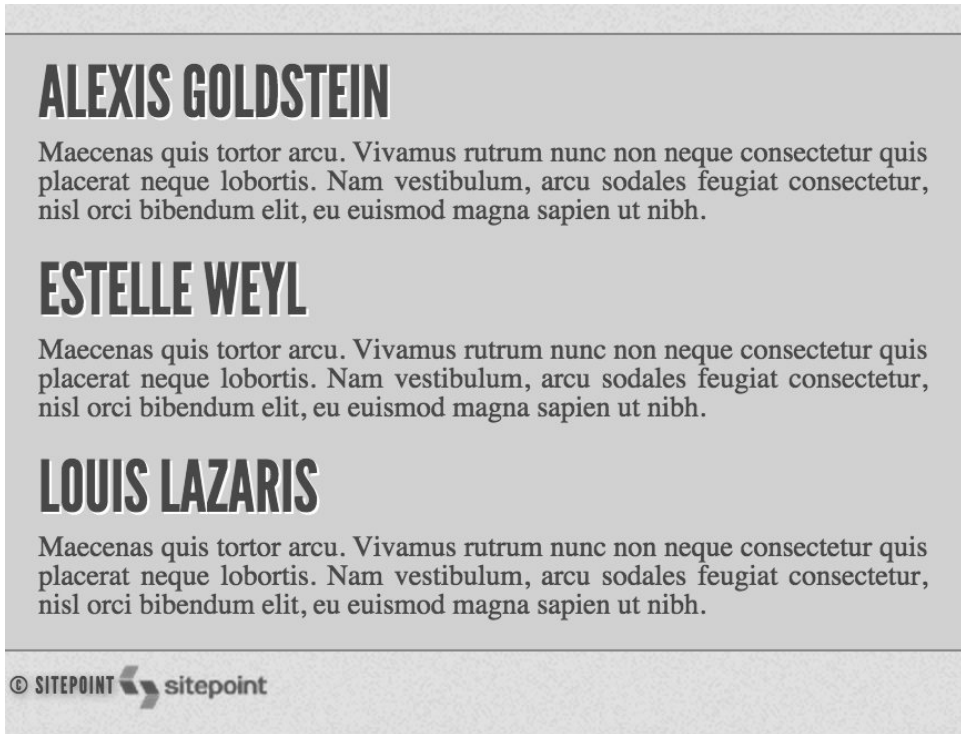 ALEXIS GOLDSTEIN
Maecenas quis tortor arcu. Vivamus rutrum nunc non neque consectetur quis
placerat neque lobortis. Nam vestibulum, arcu sodales feugiat consectetur,
nisl orci bibendum elit, eu euismod magna sapien ut nibh.
ESTELLE WEYL
Maecenas quis tortor arcu. Vivamus rutrum nunc non neque consectetur quis
placerat neque lobortis. Nam vestibulum, arcu sodales feugiat consectetur,
nisl orci bibendum elit, eu euismod magna sapien ut nibh.
LOUIS LAZARIS
Maecenas quis tortor arcu. Vivamus rutrum nunc non neque consectetur quis
placerat neque lobortis. Nam vestibulum, arcu sodales feugiat consectetur,
nisl orci bibendum elit, eu euismod magna sapien ut nibh.
© SITEPOINT sitepoint